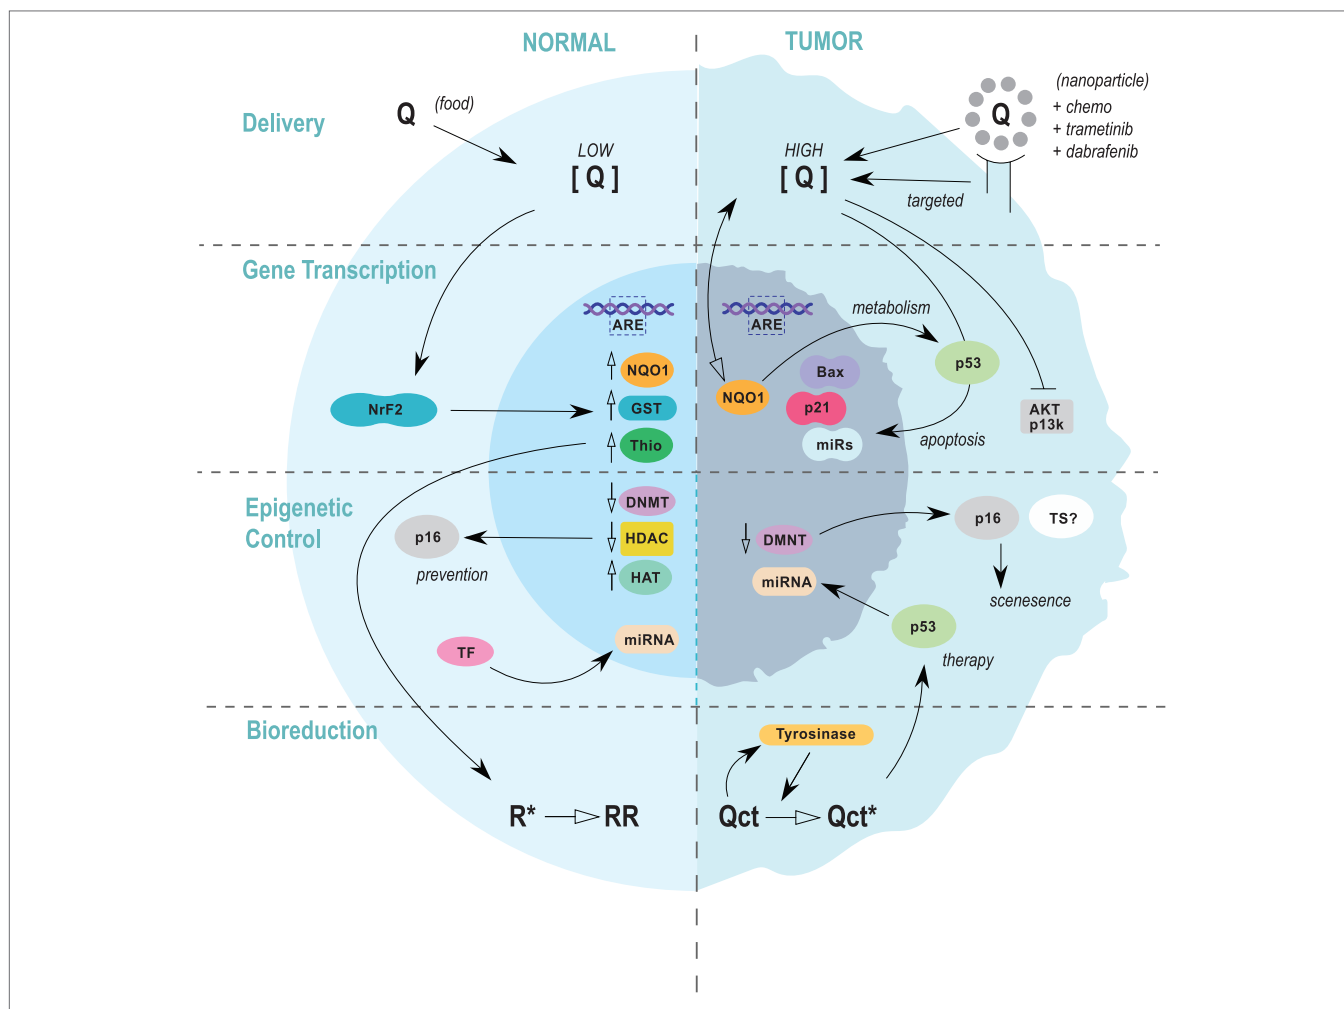 NORMAL
TUMOR
Delivery
Q (food)
LOW
[ Q ]
HIGH
[ Q ]
Q
(nanoparticle)
+ chemo
+ trametinib
+ dabrafenib
targeted
Gene Transcription
ARE
NQO1
GST
Thio
NrF2
ARE
metabolism
NQO1
Bax
p21
miRs
p53
apoptosis
AKT
p13k
Epigenetic
Control
p16
prevention
DNMT
HDAC
HAT
miRNA
TF
DMNT
miRNA
p16
TS?
scenesence
p53
therapy
Bioreduction
R*
RR
Tyrosinase
Qct
Qct*